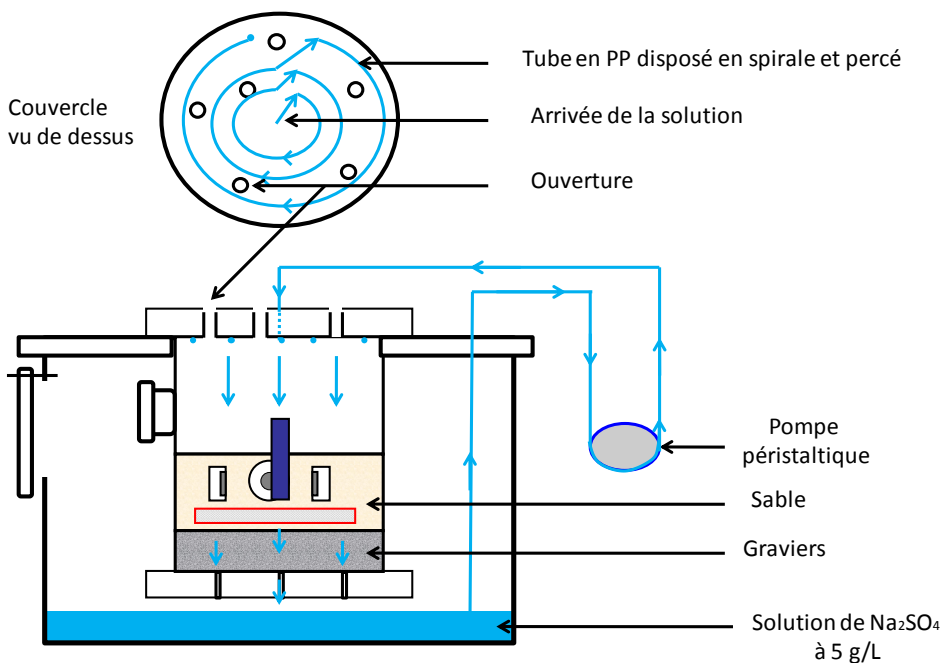 Tube en PP disposé en spirale et percé
Couvercle
vu de dessus
Arrivée de la solution
Ouverture
Pompe
péristaltique
Sable
Graviers
Solution de Na₂SO₄
à 5 g/L